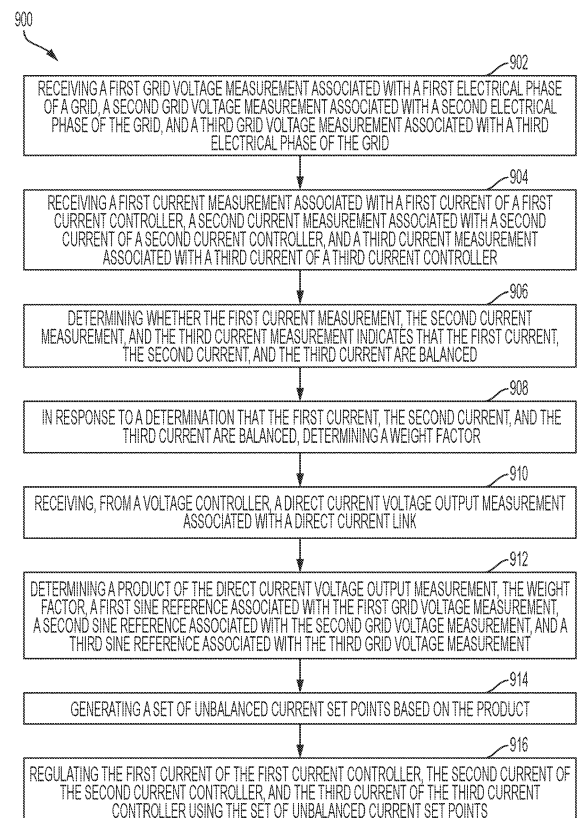 900
902
RECEIVING A FIRST GRID VOLTAGE MEASUREMENT ASSOCIATED WITH A FIRST ELECTRICAL PHASE
OF A GRID, A SECOND GRID VOLTAGE MEASUREMENT ASSOCIATED WITH A SECOND ELECTRICAL
PHASE OF THE GRID, AND A THIRD GRID VOLTAGE MEASUREMENT ASSOCIATED WITH A THIRD
ELECTRICAL PHASE OF THE GRID
904
RECEIVING A FIRST CURRENT MEASUREMENT ASSOCIATED WITH A FIRST CURRENT OF A FIRST
CURRENT CONTROLLER, A SECOND CURRENT MEASUREMENT ASSOCIATED WITH A SECOND
CURRENT OF A SECOND CURRENT CONTROLLER, AND A THIRD CURRENT MEASUREMENT
ASSOCIATED WITH A THIRD CURRENT OF A THIRD CURRENT CONTROLLER
906
DETERMINING WHETHER THE FIRST CURRENT MEASUREMENT, THE SECOND CURRENT
MEASUREMENT, AND THE THIRD CURRENT MEASUREMENT INDICATES THAT THE FIRST CURRENT,
THE SECOND CURRENT, AND THE THIRD CURRENT ARE BALANCED
908
IN RESPONSE TO A DETERMINATION THAT THE FIRST CURRENT, THE SECOND CURRENT, AND THE
THIRD CURRENT ARE BALANCED, DETERMINING A WEIGHT FACTOR
910
RECEIVING, FROM A VOLTAGE CONTROLLER, A DIRECT CURRENT VOLTAGE OUTPUT MEASUREMENT
ASSOCIATED WITH A DIRECT CURRENT LINK
912
DETERMINING A PRODUCT OF THE DIRECT CURRENT VOLTAGE OUTPUT MEASUREMENT, THE WEIGHT
FACTOR, A FIRST SINE REFERENCE ASSOCIATED WITH THE FIRST GRID VOLTAGE MEASUREMENT,
A SECOND SINE REFERENCE ASSOCIATED WITH THE SECOND GRID VOLTAGE MEASUREMENT, AND A
THIRD SINE REFERENCE ASSOCIATED WITH THE THIRD GRID VOLTAGE MEASUREMENT
914
GENERATING A SET OF UNBALANCED CURRENT SET POINTS BASED ON THE PRODUCT
916
REGULATING THE FIRST CURRENT OF THE FIRST CURRENT CONTROLLER, THE SECOND CURRENT OF
THE SECOND CURRENT CONTROLLER, AND THE THIRD CURRENT OF THE THIRD CURRENT
CONTROLLER USING THE SET OF UNBALANCED CURRENT SET POINTS